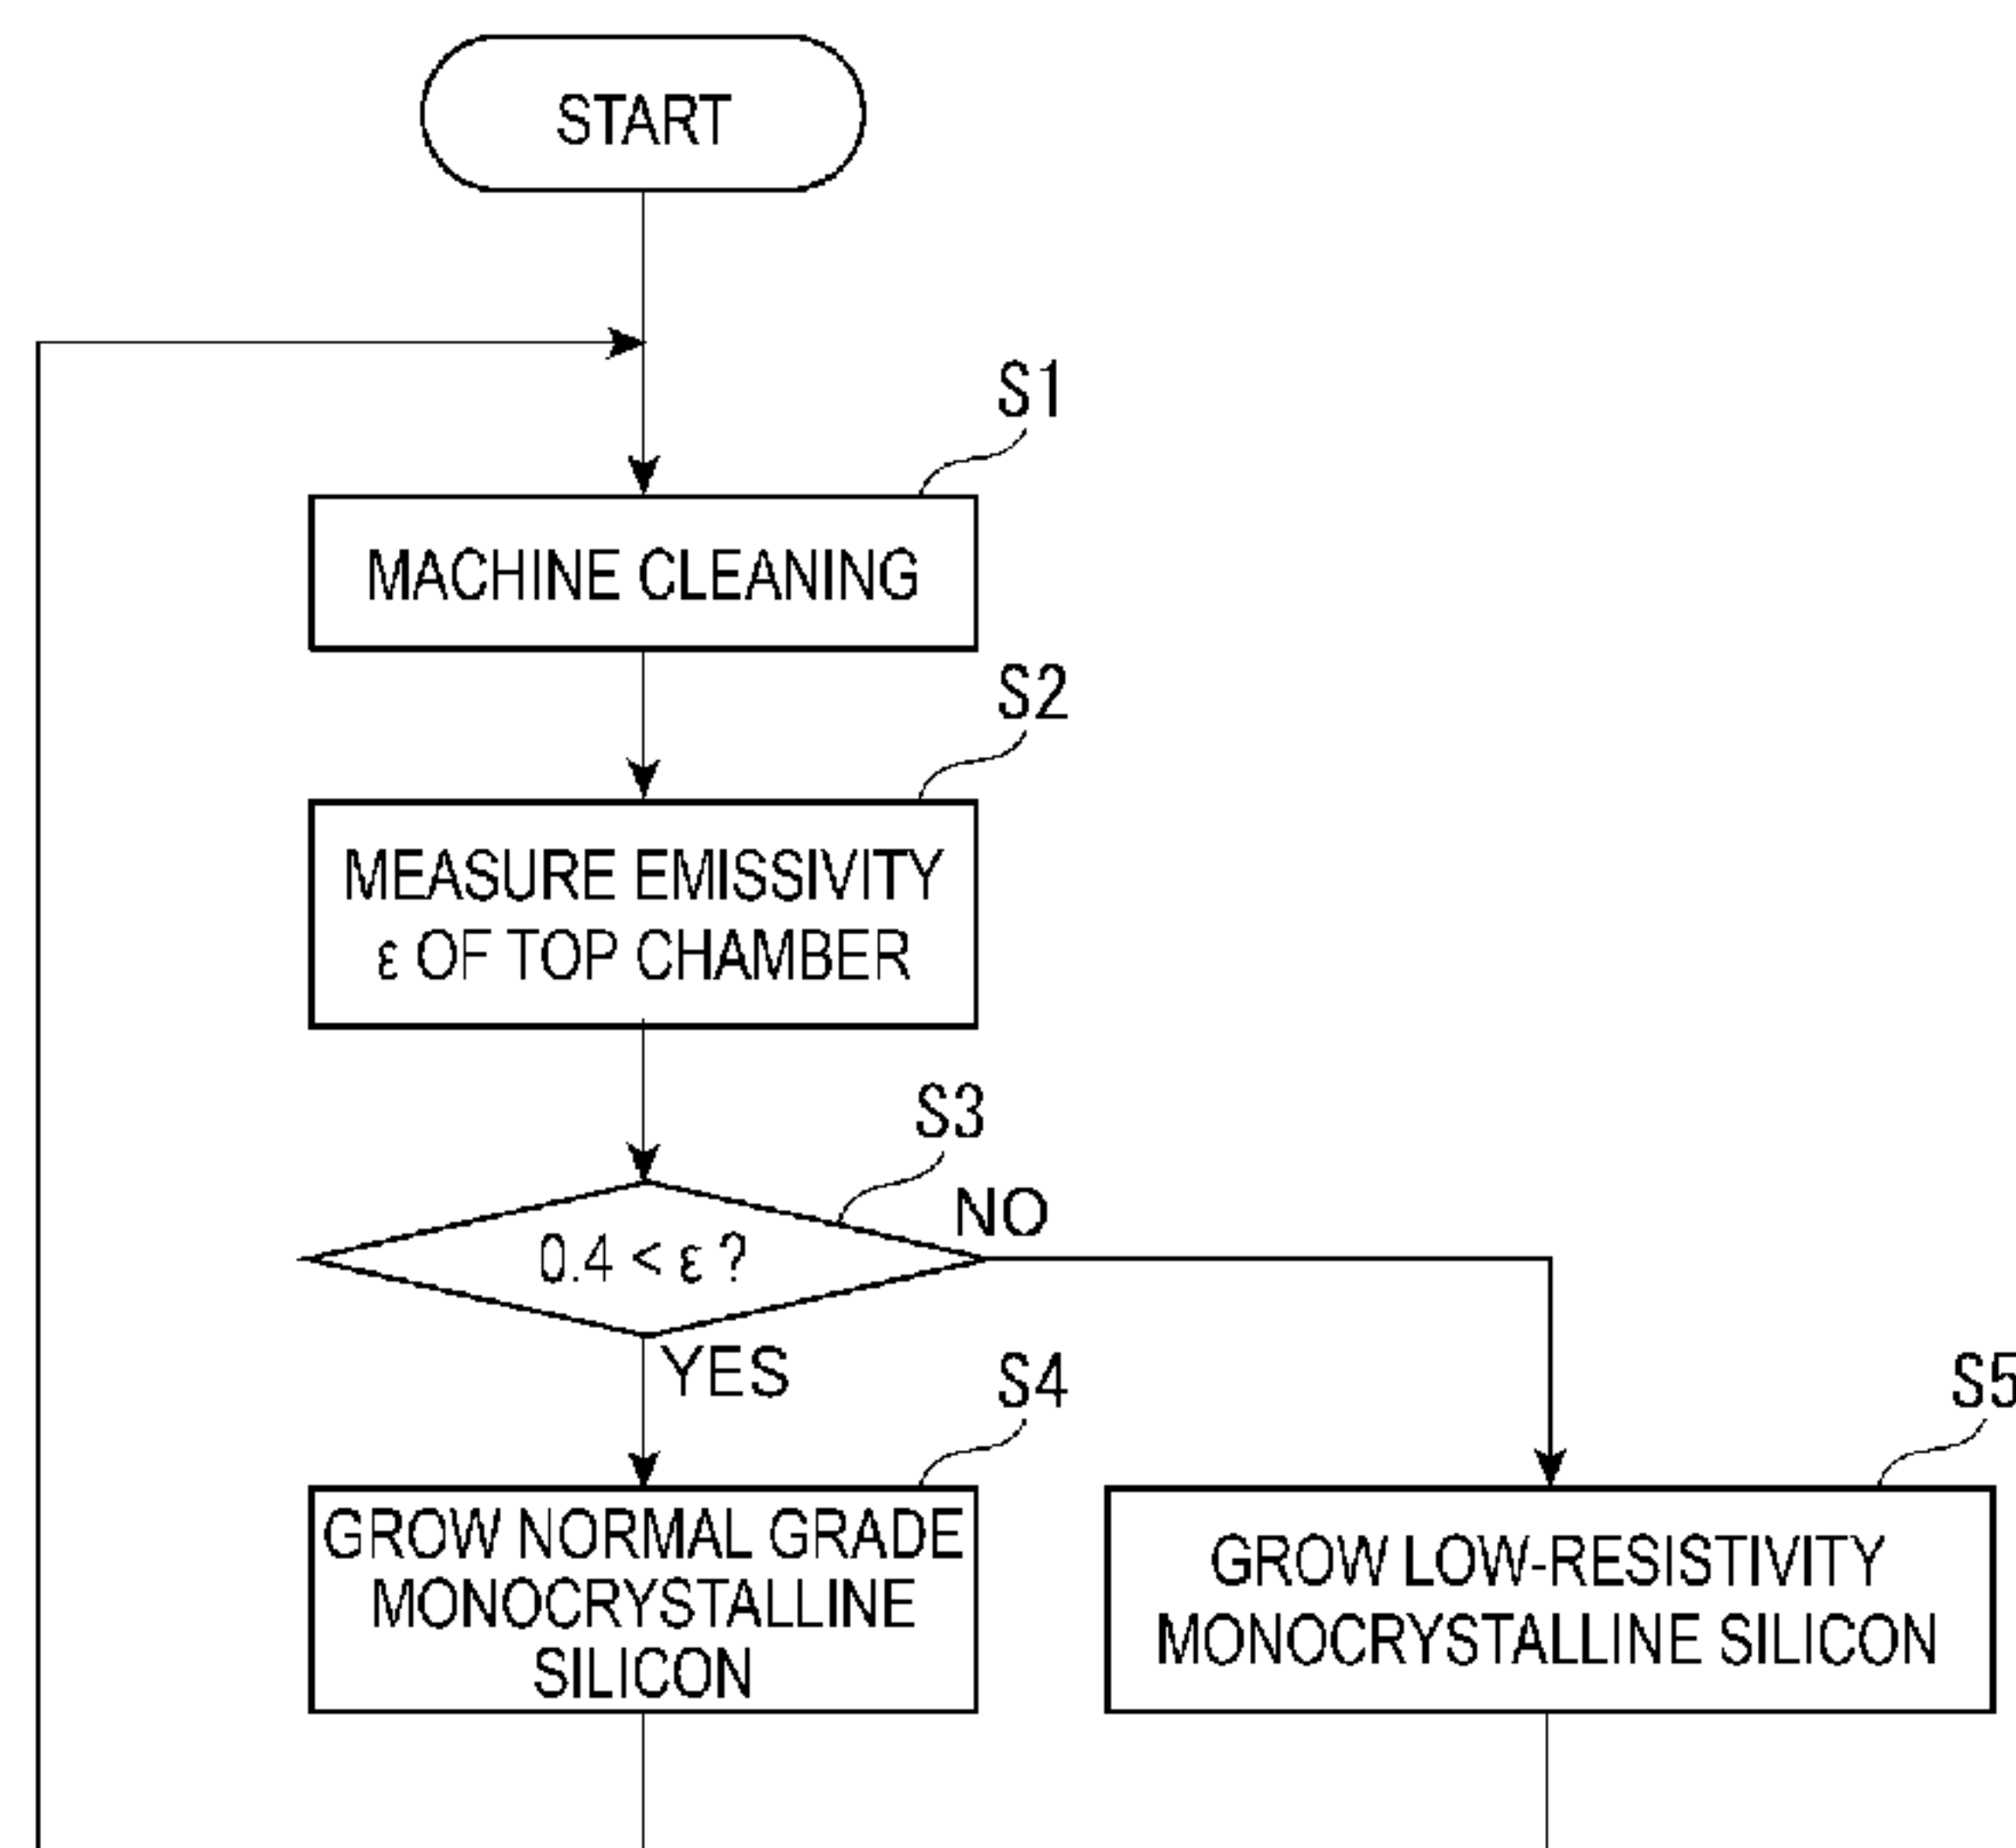 START
S1
MACHINE CLEANING
S2
MEASURE EMISSIVITY
ε OF TOP CHAMBER
S3
NO
0.4 < ε ?
YES
S4
S5
GROW NORMAL GRADE
MONOCRYSTALLINE
SILICON
GROW LOW-RESISTIVITY
MONOCRYSTALLINE SILICON